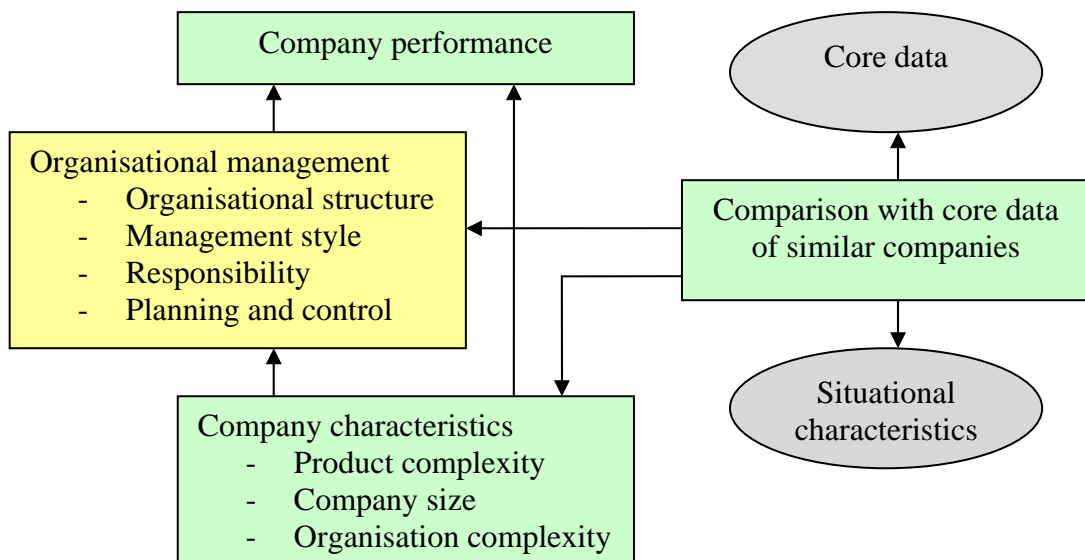 Company performance
Core data
Organisational management
- Organisational structure
- Management style
- Responsibility
- Planning and control
Comparison with core data
of similar companies
Company characteristics
- Product complexity
- Company size
- Organisation complexity
Situational
characteristics